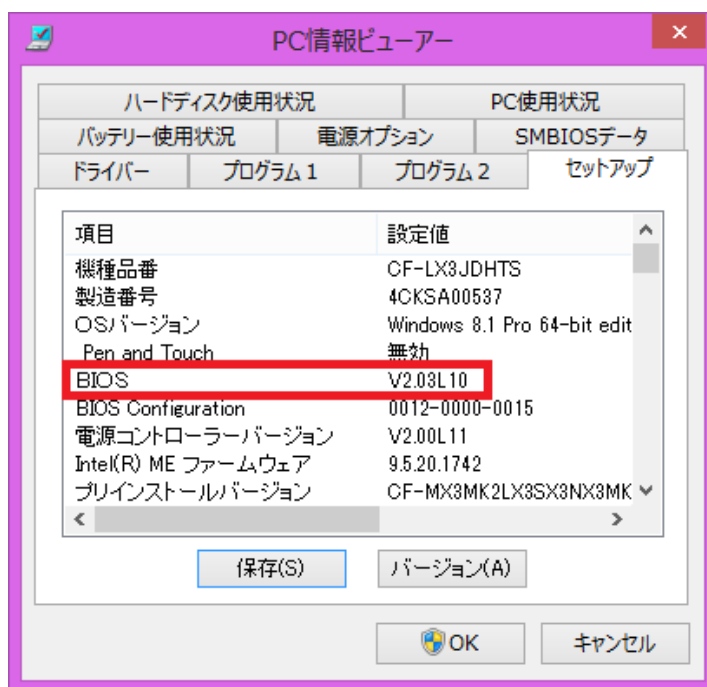 PC情報ビューアー
ハードディスク使用状況 PC使用状況
バッテリー使用状況 電源オプション SMBIOSデータ
ドライバー プログラム1 プログラム2 セットアップ
項目 設定値
機種品番 CF-LX3JDHTS
製造番号 4CKSA00537
OSバージョン Windows 8.1 Pro 64-bit edit
Pen and Touch 無効
BIOS V2.03L10
BIOS Configuration 0012-0000-0015
電源コントローラーバージョン V2.00L11
Intel(R) ME ファームウェア 9.5.20.1742
プリインストールバージョン CF-MX3MK2LX3SX3NX3MK
保存(S) バージョン(A)
OK キャンセル